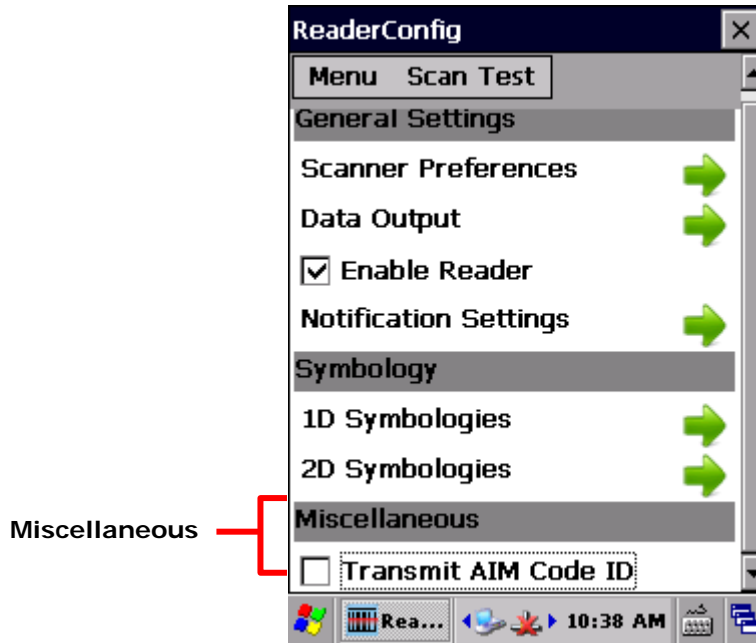 ReaderConfig
Menu Scan Test
General Settings
Scanner Preferences
Data Output
Enable Reader
Notification Settings
Symbology
1D Symbologies
2D Symbologies
Miscellaneous
Miscellaneous
Transmit AIM Code ID
Rea... 10:38 AM